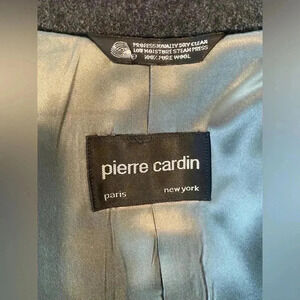 PROFESSIONALLY DRY CLEAN
LOW MOISTURE STEAM PRESS
100% PURE WOOL
pierre cardin
paris new york